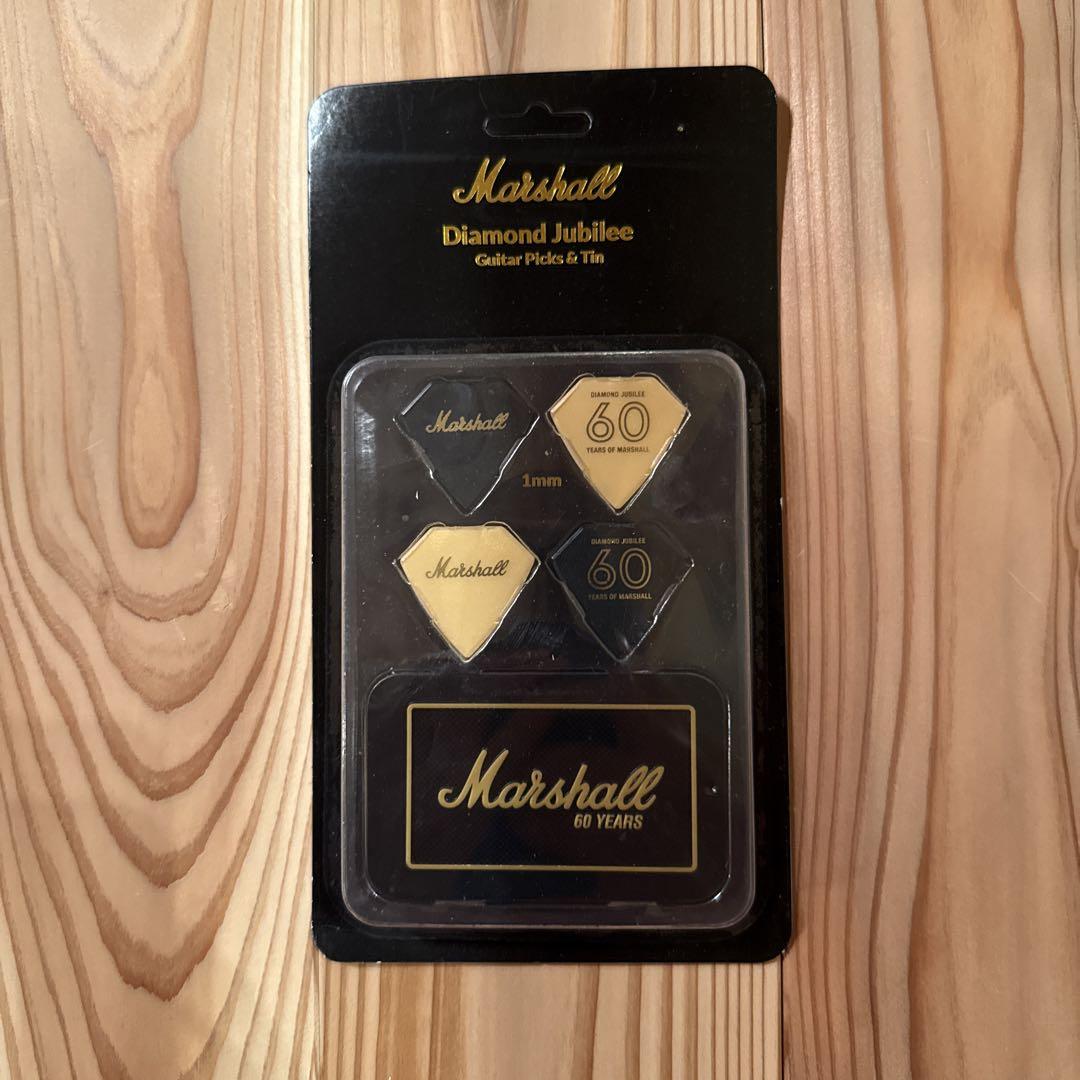 Marshall
Diamond Jubilee
Guitar Picks & Tin
Marshall
DIAMOND JUBILEE
60
YEARS OF MARSHALL
1mm
Marshall
DIAMOND JUBILEE
60
YEARS OF MARSHALL
Marshall
60 YEARS